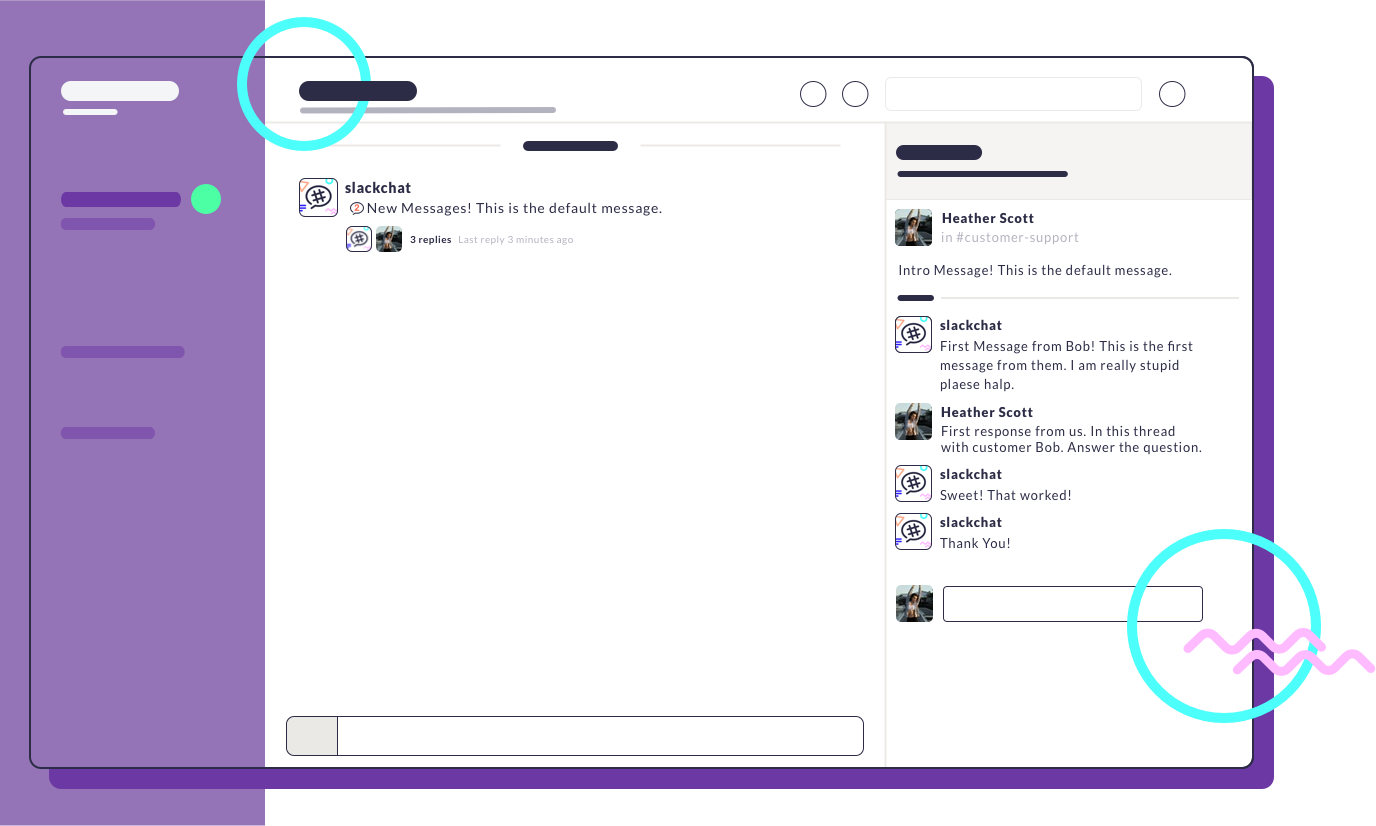 slackchat
2 New Messages! This is the default message.
3 replies Last reply 3 minutes ago
Heather Scott
in #customer-support
Intro Message! This is the default message.
slackchat
First Message from Bob! This is the first
message from them. I am really stupid
plaese halp.
Heather Scott
First response from us. In this thread
with customer Bob. Answer the question.
slackchat
Sweet! That worked!
slackchat
Thank You!